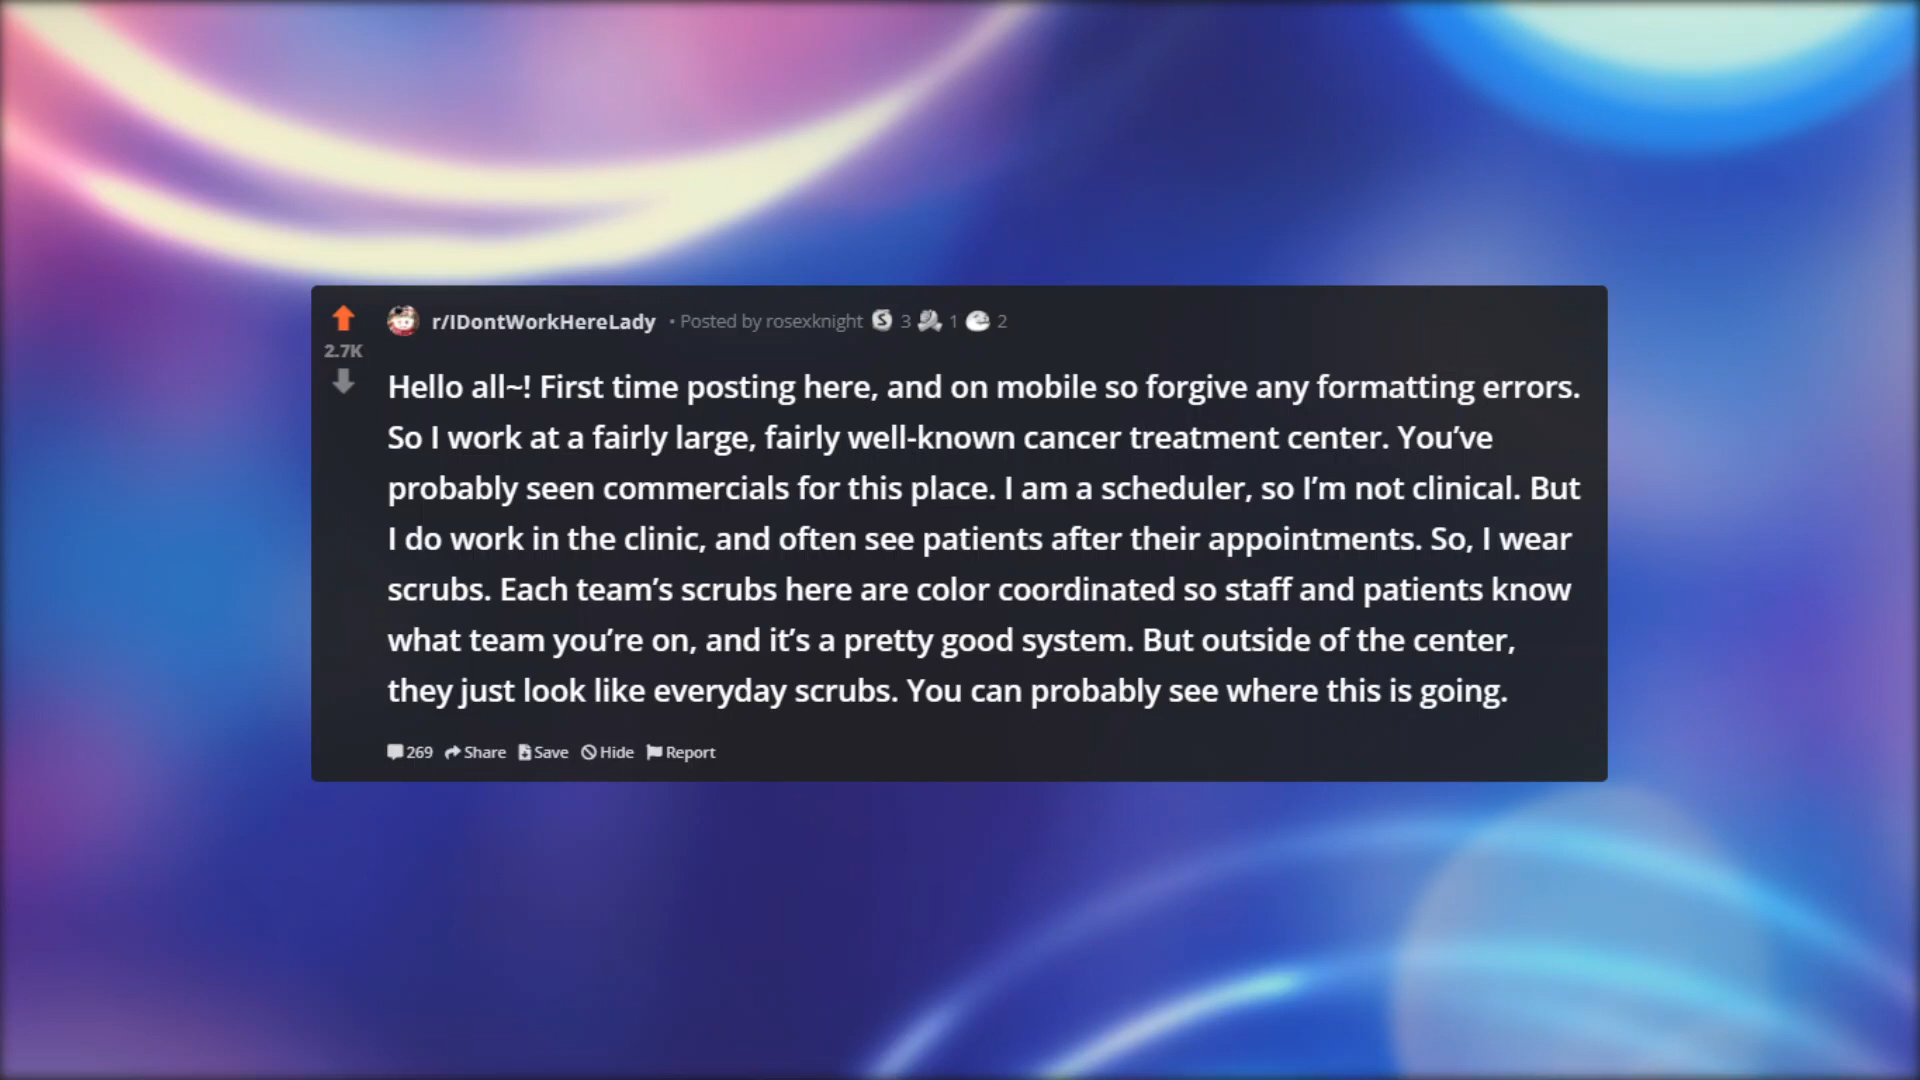 r/IDontWorkHereLady • Posted by rosexknight 3 1 2
2.7K
Hello all~! First time posting here, and on mobile so forgive any formatting errors.
So I work at a fairly large, fairly well-known cancer treatment center. You’ve
probably seen commercials for this place. I am a scheduler, so I’m not clinical. But
I do work in the clinic, and often see patients after their appointments. So, I wear
scrubs. Each team’s scrubs here are color coordinated so staff and patients know
what team you’re on, and it’s a pretty good system. But outside of the center,
they just look like everyday scrubs. You can probably see where this is going.
269 Share Save Hide Report